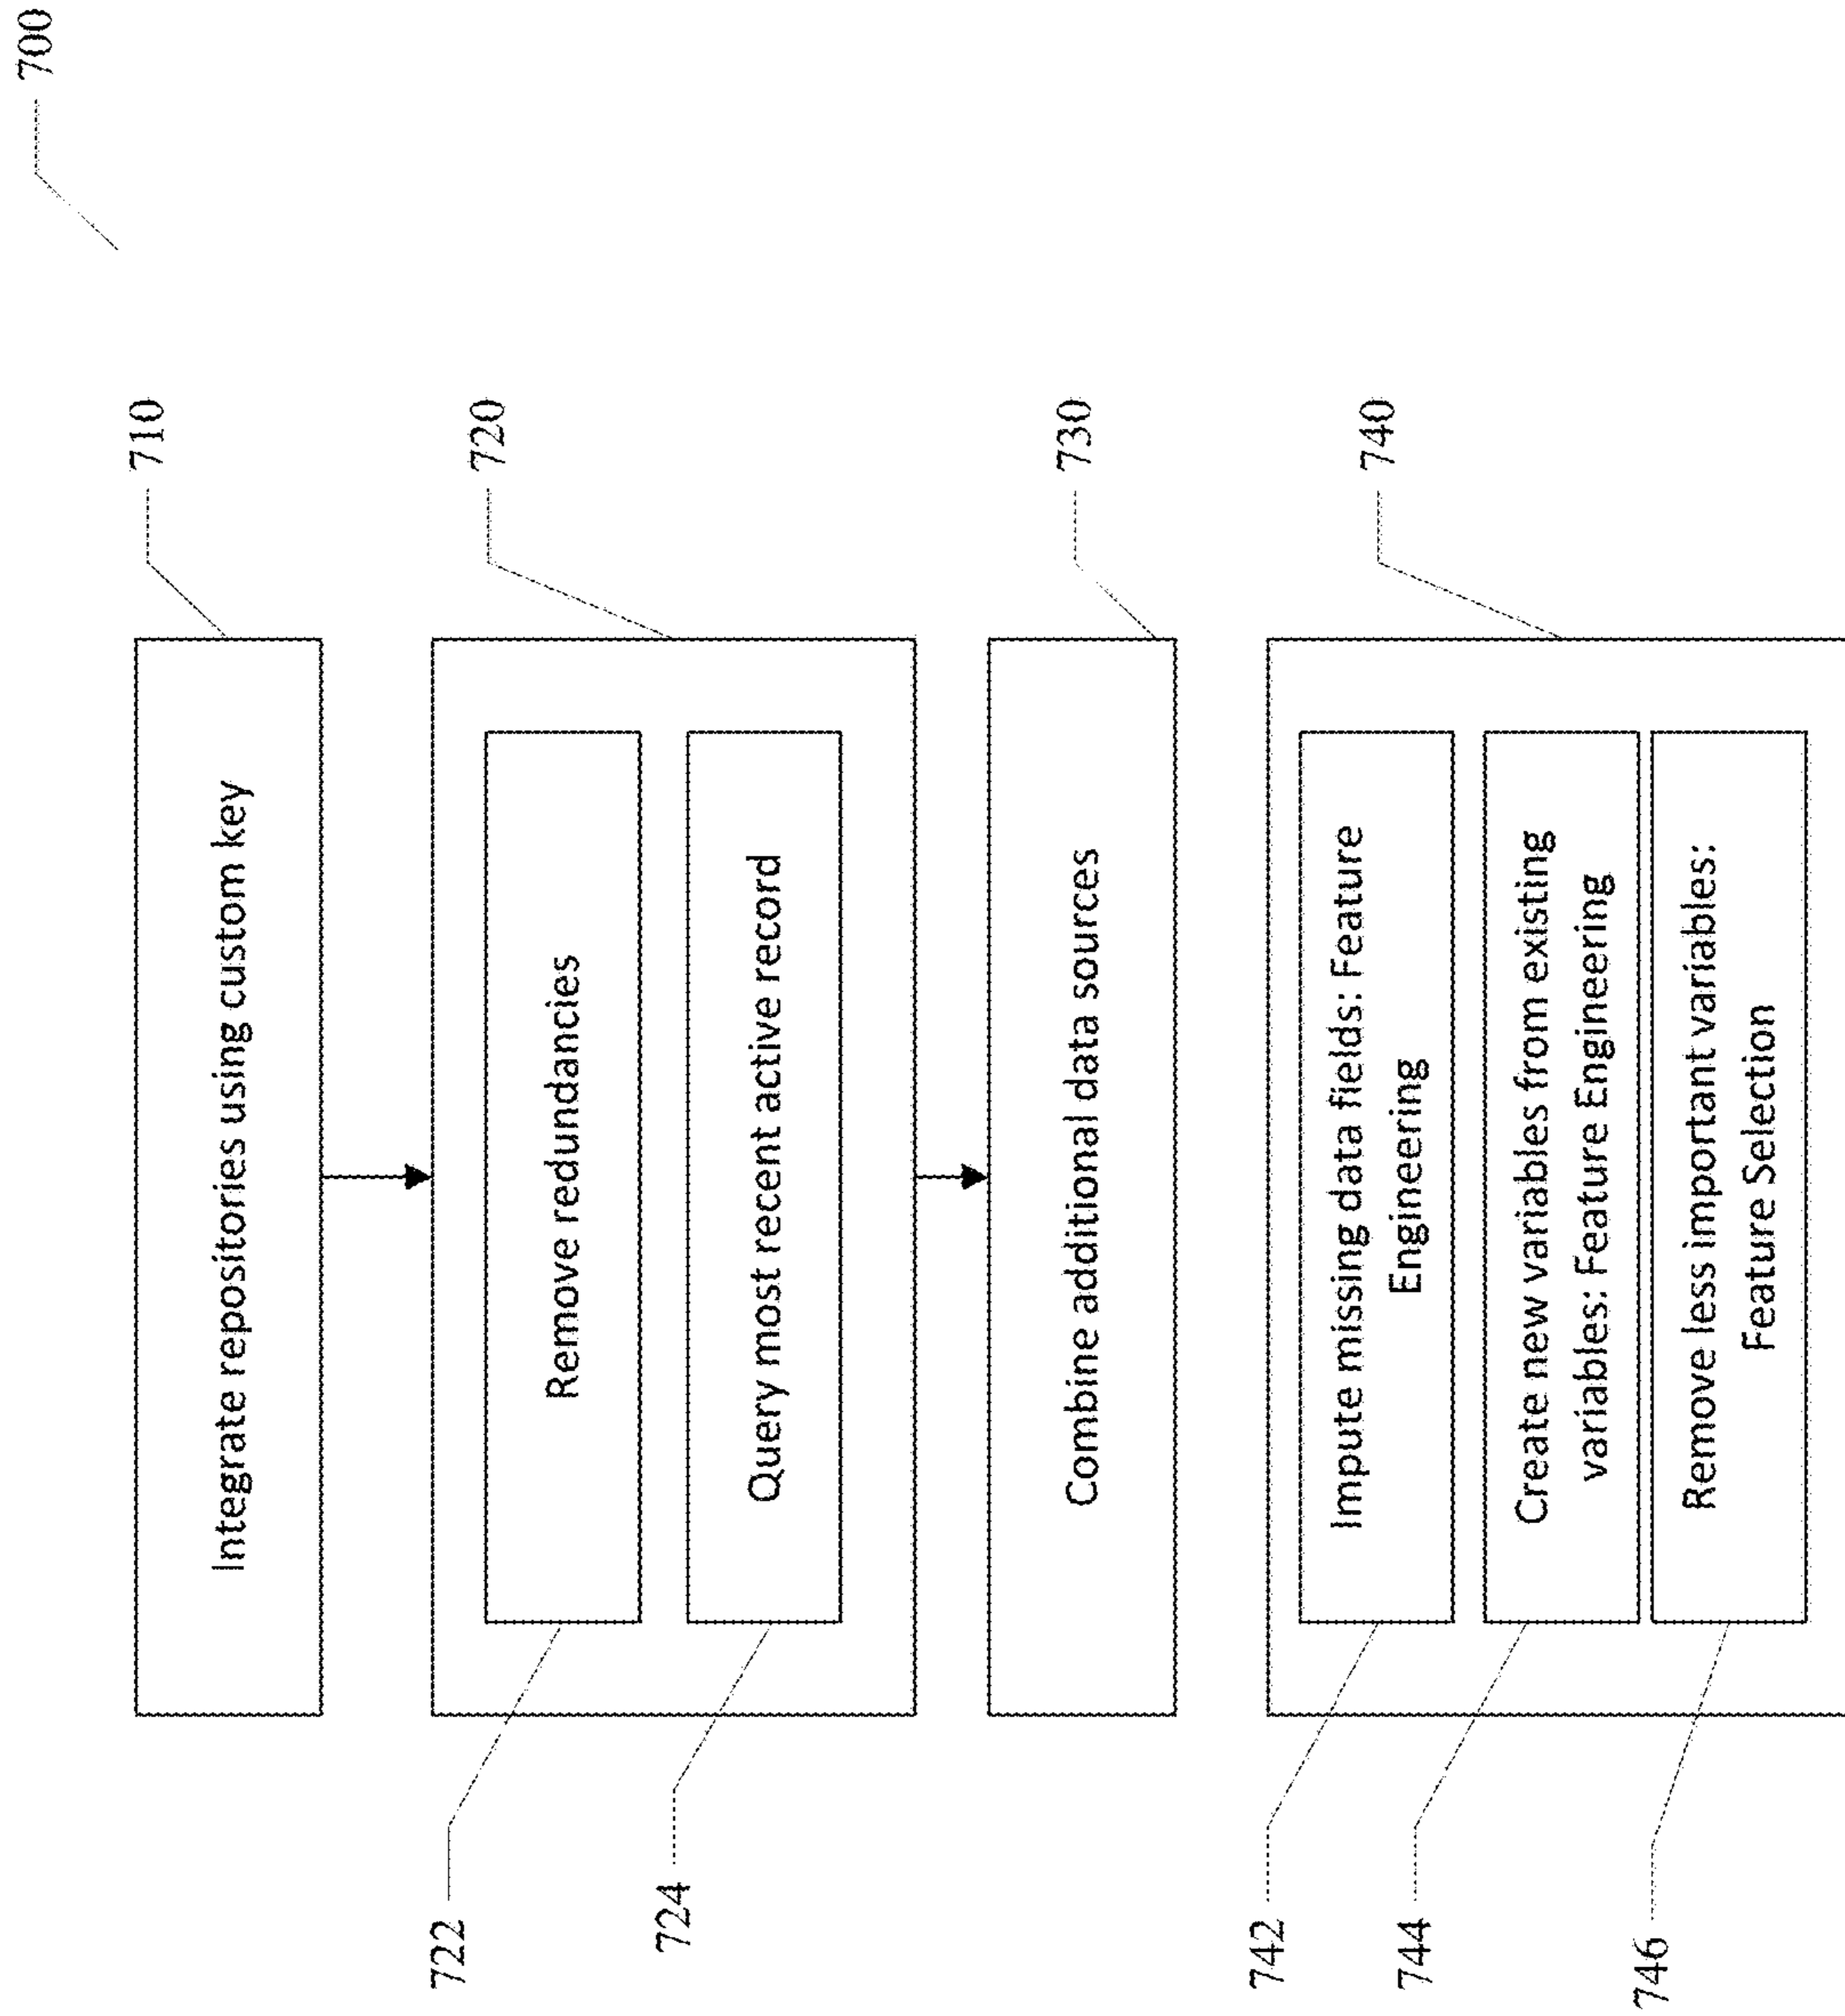 700
710
Integrate repositories using custom key
720
Remove redundancies
722
Query most recent active record
724
730
Combine additional data sources
740
Impute missing data fields: Feature
Engineering
742
Create new variables from existing
variables: Feature Engineering
744
Remove less important variables:
Feature Selection
746